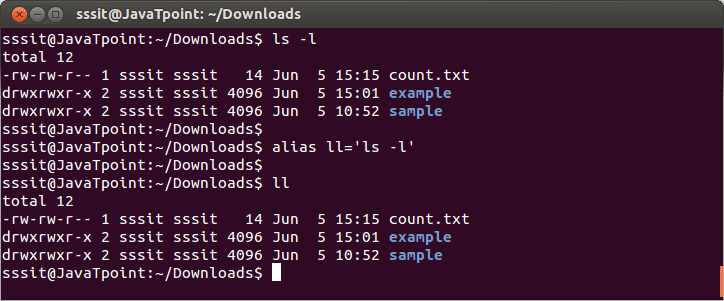 sssit@JavaTpoint: ~/Downloads
sssit@JavaTpoint:~/Downloads$ ls -l
total 12
-rw-rw-r-- 1 sssit sssit   14 Jun  5 15:15 count.txt
drwxrwxr-x 2 sssit sssit 4096 Jun  5 15:01 example
drwxrwxr-x 2 sssit sssit 4096 Jun  5 10:52 sample
sssit@JavaTpoint:~/Downloads$
sssit@JavaTpoint:~/Downloads$ alias ll='ls -l'
sssit@JavaTpoint:~/Downloads$
sssit@JavaTpoint:~/Downloads$ ll
total 12
-rw-rw-r-- 1 sssit sssit   14 Jun  5 15:15 count.txt
drwxrwxr-x 2 sssit sssit 4096 Jun  5 15:01 example
drwxrwxr-x 2 sssit sssit 4096 Jun  5 10:52 sample
sssit@JavaTpoint:~/Downloads$